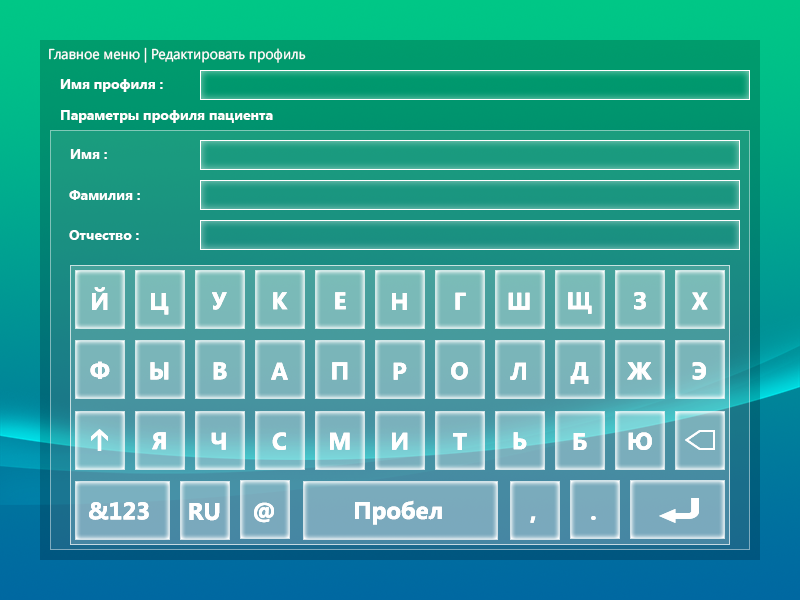 Главное меню | Редактировать профиль
Имя профиля :
Параметры профиля пациента
Имя :
Фамилия :
Отчество :
Й Ц У К Е Н Г Ш Щ З Х
Ф Ы В А П Р О Л Д Ж Э
Я Ч С М И Т Ь Б Ю
&123 RU @ Пробел , .